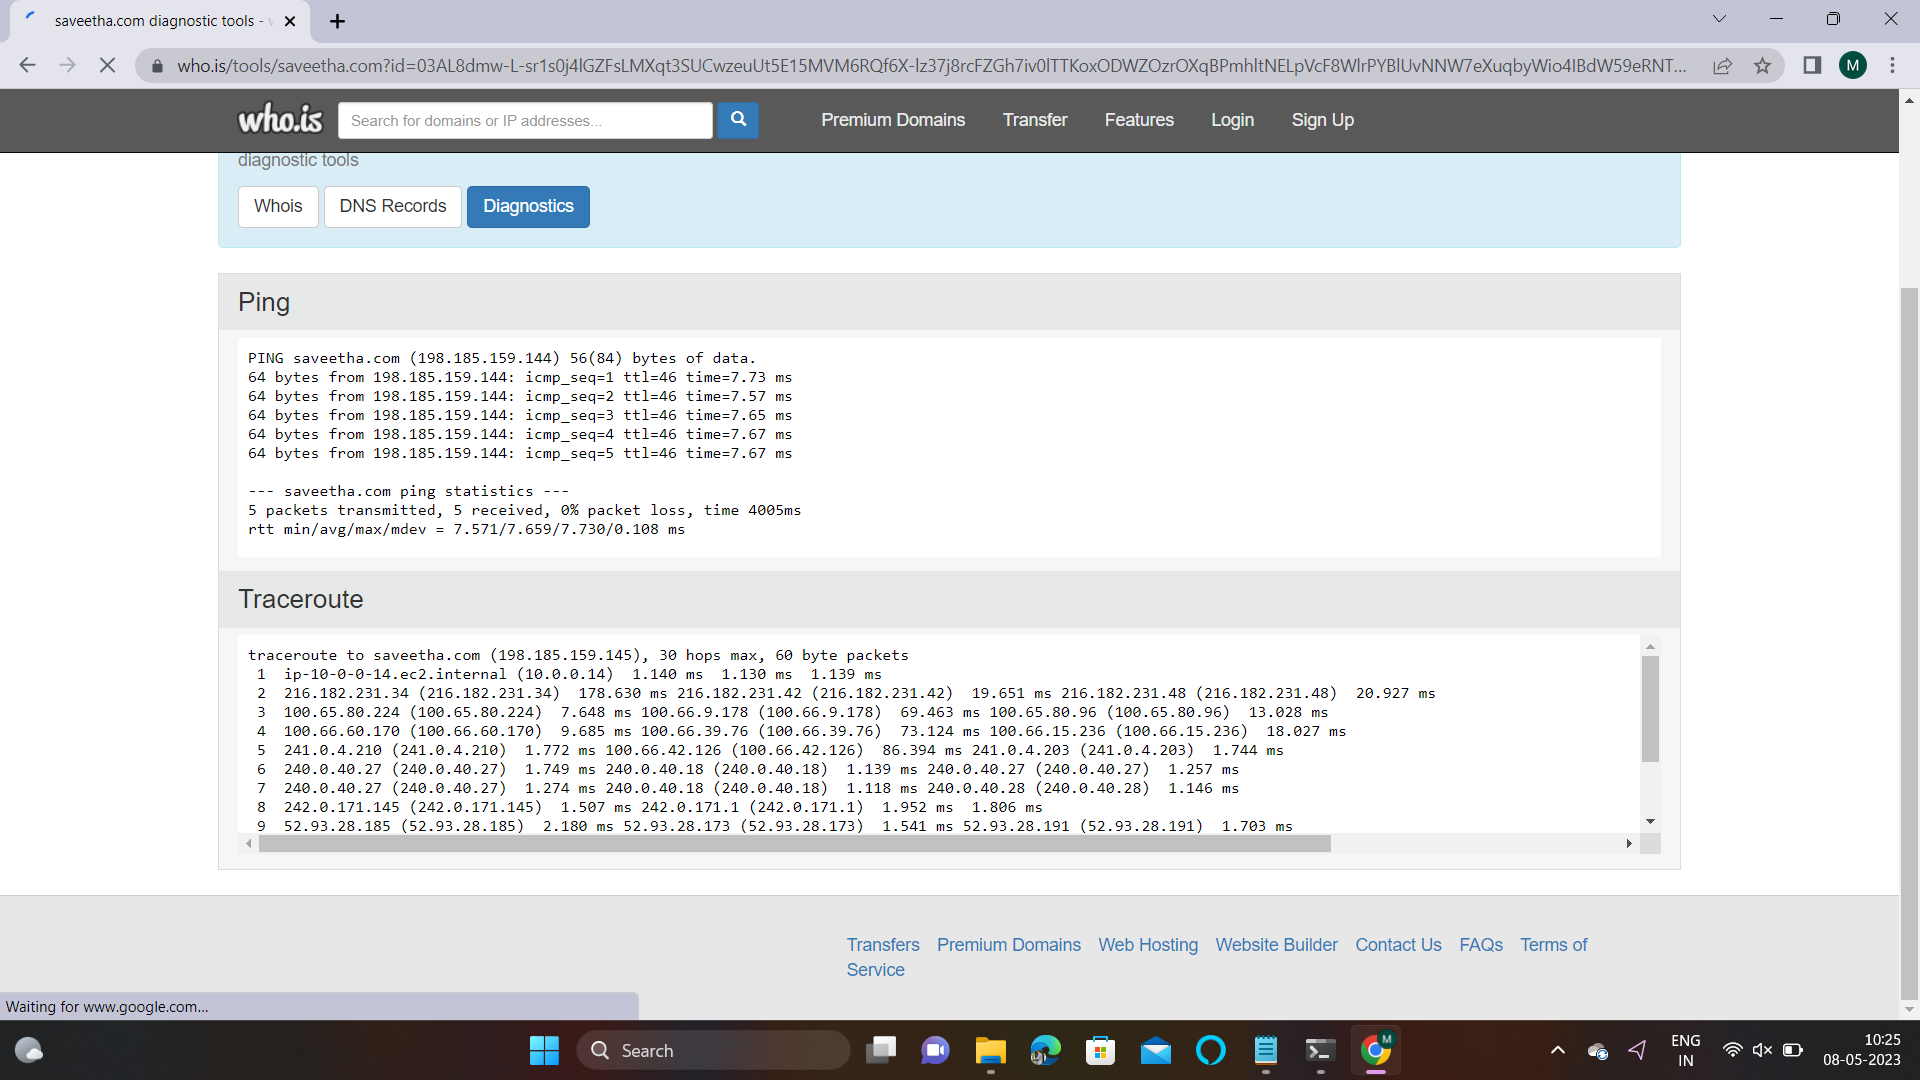 saveetha.com diagnostic tools -
who.is/tools/saveetha.com?id=03AL8dmw-L-sr1s0j4lGZFsLMXqt3SUCwzeuUt5E15MVM6RQf6X-lz37j8rcFZGh7iv0lTTKoxODWZOzrOXqBPmhltNELpVcF8WlrPYBlUvNNW7eXuqbyWio4IBdW59eRNT...
M
who.is
Search for domains or IP addresses...
Premium Domains
Transfer
Features
Login
Sign Up
diagnostic tools
Whois
DNS Records
Diagnostics
Ping
PING saveetha.com (198.185.159.144) 56(84) bytes of data.
64 bytes from 198.185.159.144: icmp_seq=1 ttl=46 time=7.73 ms
64 bytes from 198.185.159.144: icmp_seq=2 ttl=46 time=7.57 ms
64 bytes from 198.185.159.144: icmp_seq=3 ttl=46 time=7.65 ms
64 bytes from 198.185.159.144: icmp_seq=4 ttl=46 time=7.67 ms
64 bytes from 198.185.159.144: icmp_seq=5 ttl=46 time=7.67 ms
--- saveetha.com ping statistics ---
5 packets transmitted, 5 received, 0% packet loss, time 4005ms
rtt min/avg/max/mdev = 7.571/7.659/7.730/0.108 ms
Traceroute
traceroute to saveetha.com (198.185.159.145), 30 hops max, 60 byte packets
1  ip-10-0-0-14.ec2.internal (10.0.0.14)  1.140 ms  1.130 ms  1.139 ms
2  216.182.231.34 (216.182.231.34)  178.630 ms 216.182.231.42 (216.182.231.42)  19.651 ms 216.182.231.48 (216.182.231.48)  20.927 ms
3  100.65.80.224 (100.65.80.224)  7.648 ms 100.66.9.178 (100.66.9.178)  69.463 ms 100.65.80.96 (100.65.80.96)  13.028 ms
4  100.66.60.170 (100.66.60.170)  9.685 ms 100.66.39.76 (100.66.39.76)  73.124 ms 100.66.15.236 (100.66.15.236)  18.027 ms
5  241.0.4.210 (241.0.4.210)  1.772 ms 100.66.42.126 (100.66.42.126)  86.394 ms 241.0.4.203 (241.0.4.203)  1.744 ms
6  240.0.40.27 (240.0.40.27)  1.749 ms 240.0.40.18 (240.0.40.18)  1.139 ms 240.0.40.27 (240.0.40.27)  1.257 ms
7  240.0.40.27 (240.0.40.27)  1.274 ms 240.0.40.18 (240.0.40.18)  1.118 ms 240.0.40.28 (240.0.40.28)  1.146 ms
8  242.0.171.145 (242.0.171.145)  1.507 ms 242.0.171.1 (242.0.171.1)  1.952 ms  1.806 ms
9  52.93.28.185 (52.93.28.185)  2.180 ms 52.93.28.173 (52.93.28.173)  1.541 ms 52.93.28.191 (52.93.28.191)  1.703 ms
Transfers Premium Domains Web Hosting Website Builder Contact Us FAQs Terms of
Service
Waiting for www.google.com...
Search
M
ENG
IN
10:25
08-05-2023